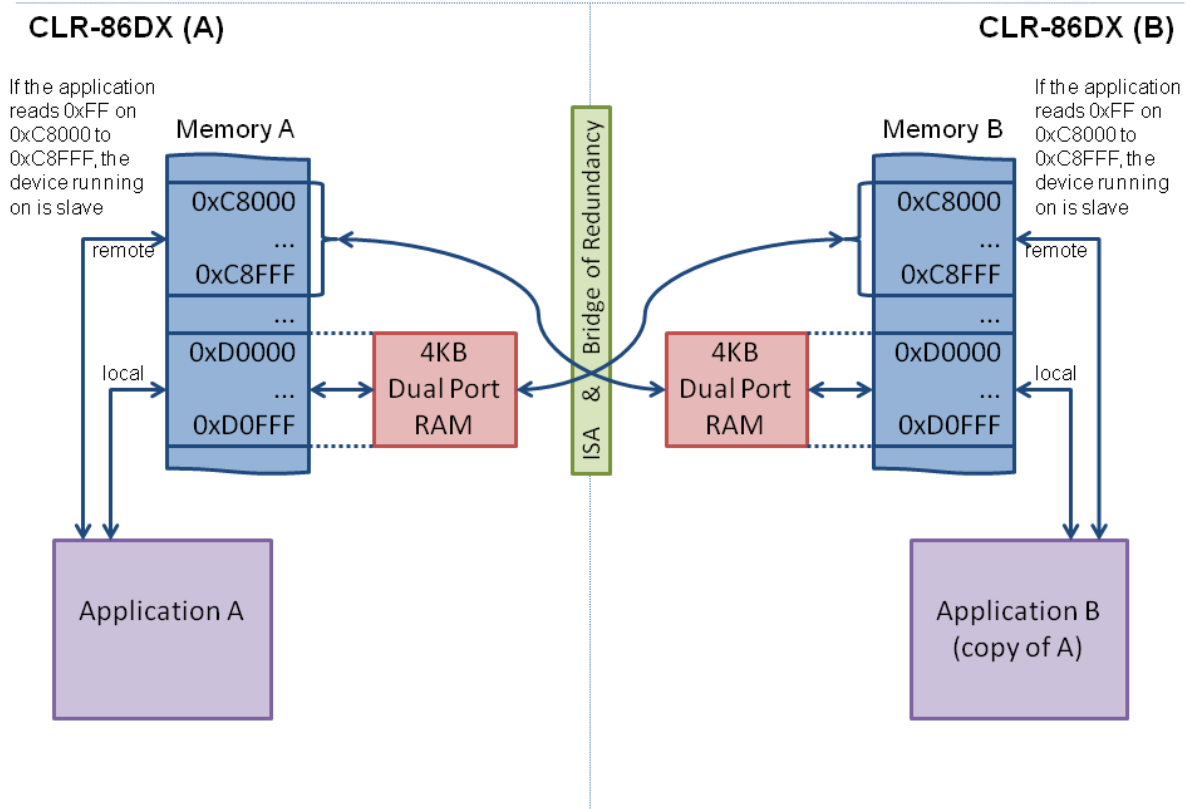 CLR-86DX (A)
CLR-86DX (B)
If the application
reads 0xFF on
0xC8000 to
0xC8FFF, the
device running
on is slave
Memory A
0xC8000
...
0xC8FFF
...
0xD0000
...
0xD0FFF
remote
local
4KB
Dual Port
RAM
ISA & Bridge of Redundancy
4KB
Dual Port
RAM
Memory B
0xC8000
...
0xC8FFF
...
0xD0000
...
0xD0FFF
If the application
reads 0xFF on
0xC8000 to
0xC8FFF, the
device running
on is slave
remote
local
Application A
Application B
(copy of A)